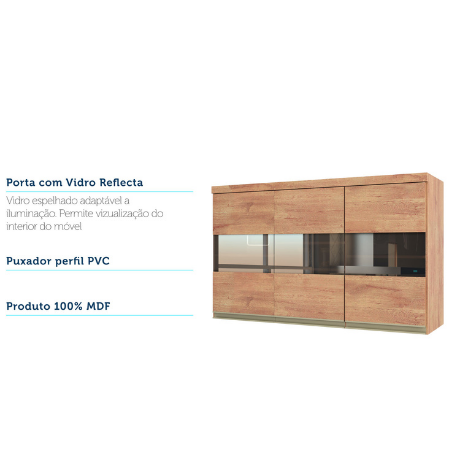 Porta com Vidro Reflecta
Vidro espelhado adaptável a
iluminação. Permite vizualização do
interior do móvel
Puxador perfil PVC
Produto 100% MDF